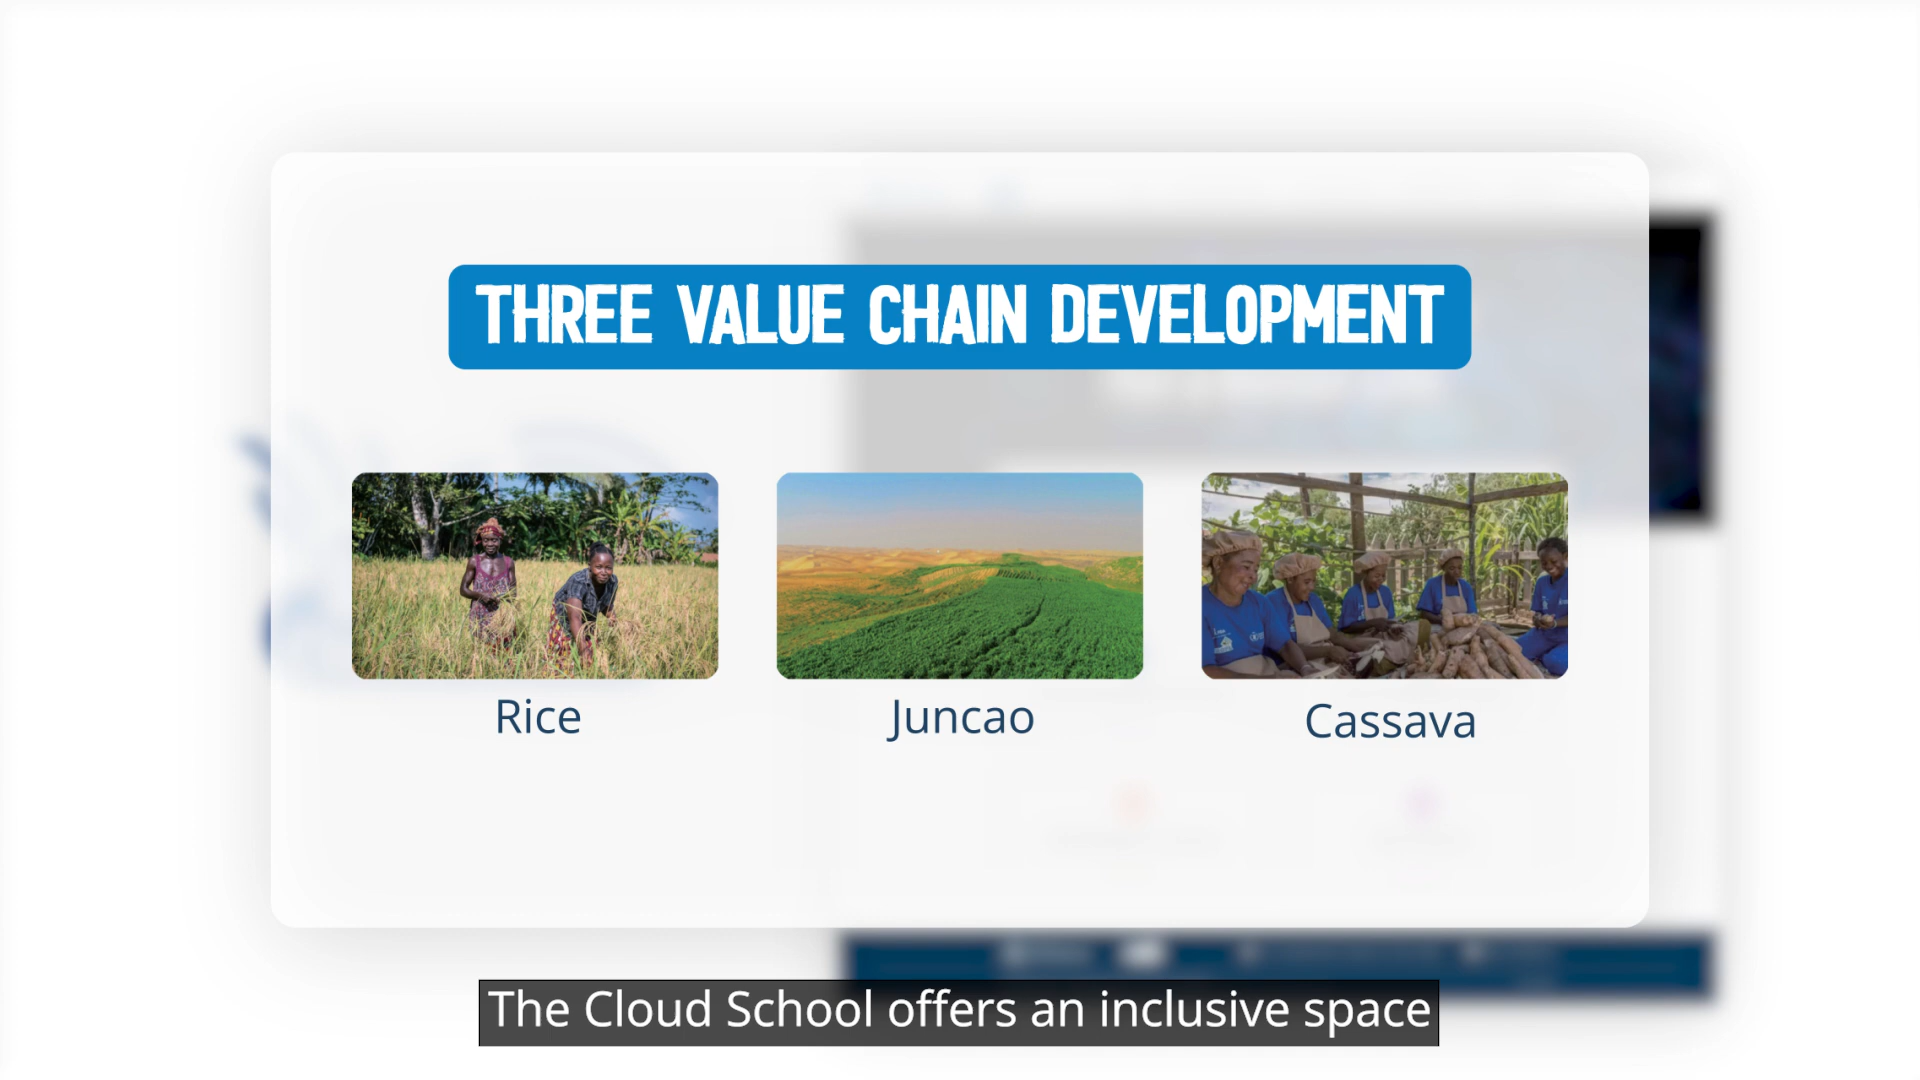 THREE VALUE CHAIN DEVELOPMENT
Rice
Juncao
Cassava
The Cloud School offers an inclusive space